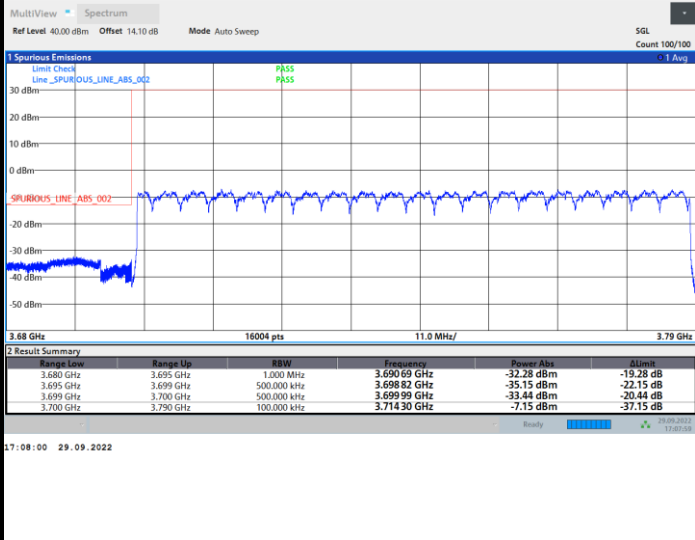 MultiView Spectrum
Ref Level 40.00 dBm Offset 14.10 dB Mode Auto Sweep SGL
Count 100/100
1 Spurious Emissions 1 Avg
Limit Check PASS
Line _SPURIOUS_LINE_ABS_002 PASS
30 dBm
20 dBm
10 dBm
0 dBm
_SPURIOUS_LINE_ABS_002
-20 dBm
-30 dBm
-40 dBm
-50 dBm
3.68 GHz 16004 pts 11.0 MHz/ 3.79 GHz
2 Result Summary
Range Low Range Up RBW Frequency Power Abs ΔLimit
3.680 GHz 3.695 GHz 1.000 MHz 3.690 69 GHz -32.28 dBm -19.28 dB
3.695 GHz 3.699 GHz 500.000 kHz 3.698 82 GHz -35.15 dBm -22.15 dB
3.699 GHz 3.700 GHz 500.000 kHz 3.699 99 GHz -33.44 dBm -20.44 dB
3.700 GHz 3.790 GHz 100.000 kHz 3.714 30 GHz -7.15 dBm -37.15 dB
Ready 29.09.2022
17:07:59
17:08:00 29.09.2022